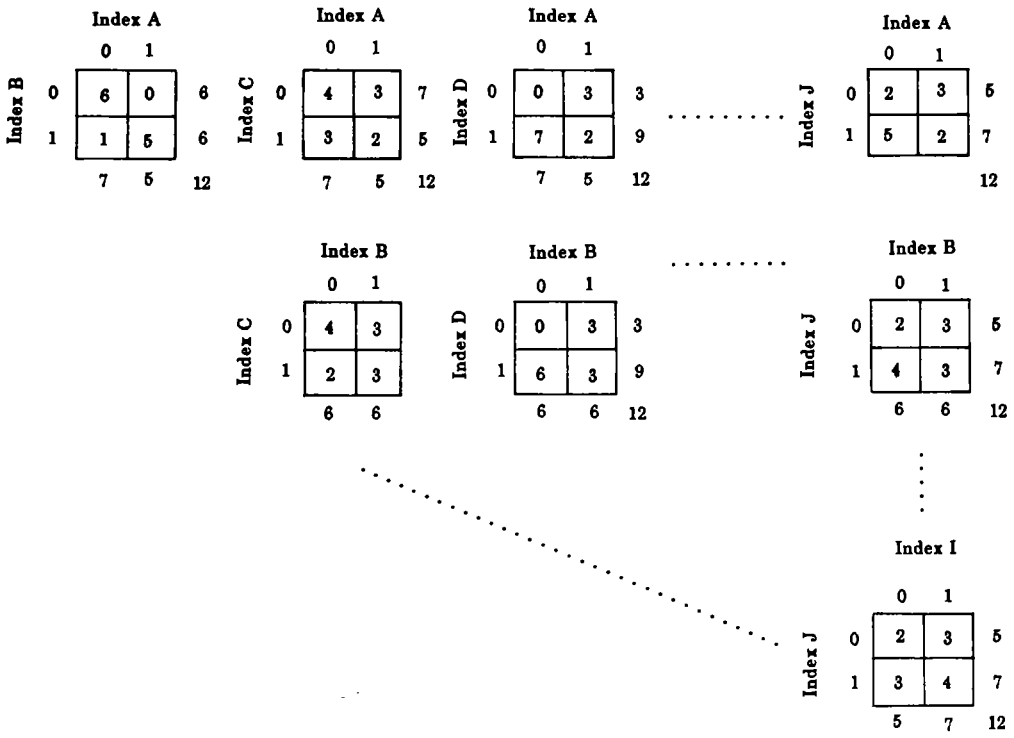 Index A Index A Index A Index A
0 1 0 1 0 1 0 1
Index B 0 6 0 6 Index C 0 4 3 7 Index D 0 0 3 3 Index J 0 2 3 5
1 1 5 6 1 3 2 5 1 7 2 9 1 5 2 7
7 5 12 7 5 12 7 5 12 12
Index B Index B Index B
0 1 0 1 0 1
Index C 0 4 3 Index D 0 0 3 3 Index J 0 2 3 5
1 2 3 1 6 3 9 1 4 3 7
6 6 6 6 12 6 6 12
Index I
0 1
Index J 0 2 3 5
1 3 4 7
5 7 12